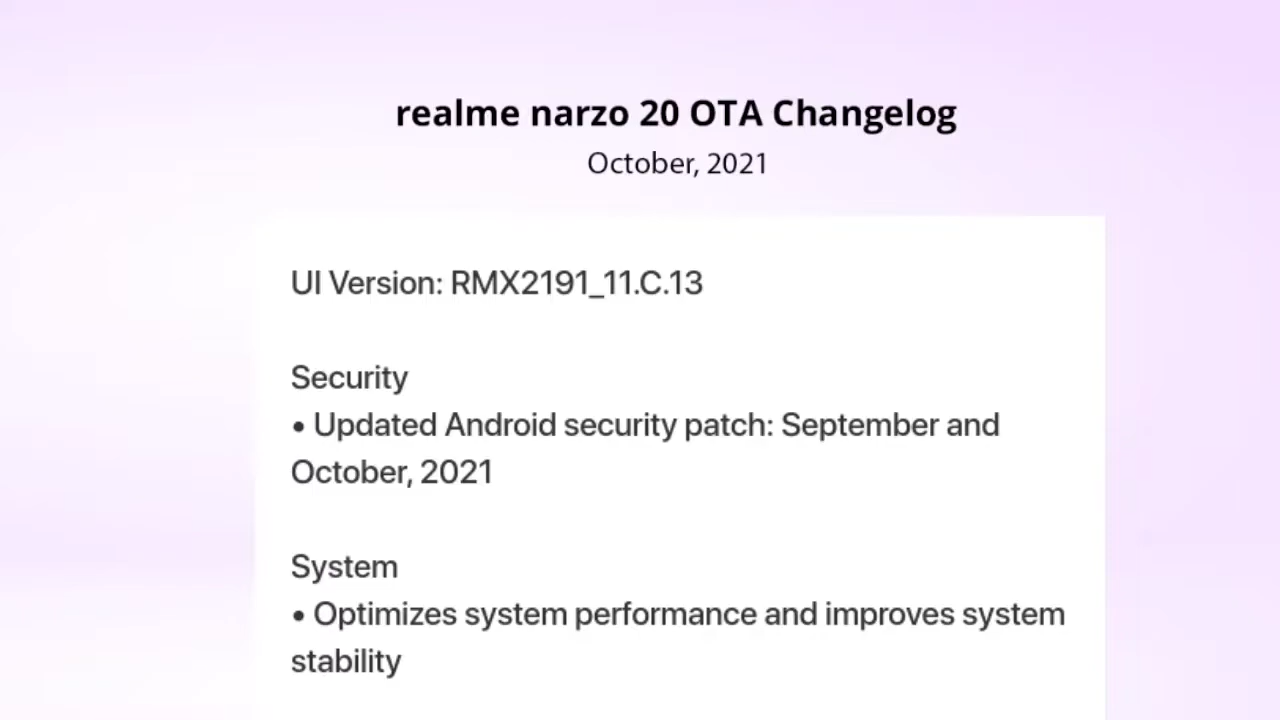 realme narzo 20 OTA Changelog
October, 2021
UI Version: RMX2191_11.C.13
Security
• Updated Android security patch: September and
October, 2021
System
• Optimizes system performance and improves system
stability